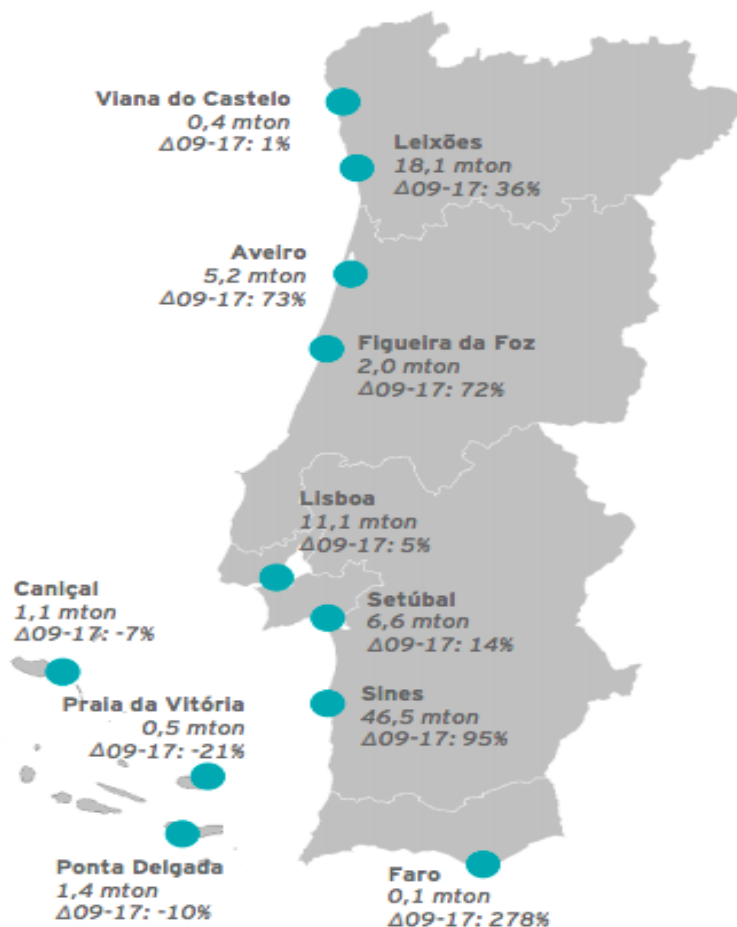 Viana do Castelo
0,4 mton
Δ09-17: 1%
Leixões
18,1 mton
Δ09-17: 36%
Aveiro
5,2 mton
Δ09-17: 73%
Figueira da Foz
2,0 mton
Δ09-17: 72%
Lisboa
11,1 mton
Δ09-17: 5%
Caniçal
1,1 mton
Δ09-17: -7%
Setúbal
6,6 mton
Δ09-17: 14%
Praia da Vitória
0,5 mton
Δ09-17: -21%
Sines
46,5 mton
Δ09-17: 95%
Ponta Delgada
1,4 mton
Δ09-17: -10%
Faro
0,1 mton
Δ09-17: 278%